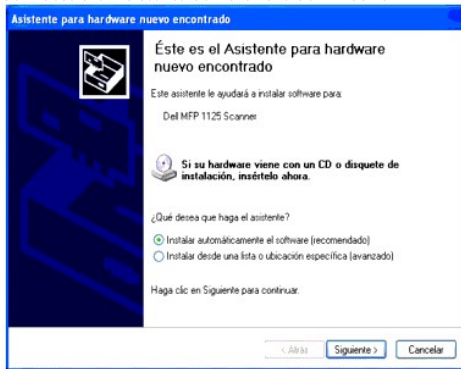 Asistente para hardware nuevo encontrado
Éste es el Asistente para hardware
nuevo encontrado
Este asistente le ayudará a instalar software para:
Dell MFP 1125 Scanner
Si su hardware viene con un CD o disquete de
instalación, insértelo ahora.
¿Qué desea que haga el asistente?
Instalar automáticamente el software (recomendado)
Instalar desde una lista o ubicación específica (avanzado)
Haga clic en Siguiente para continuar.
< Atrás Siguiente > Cancelar